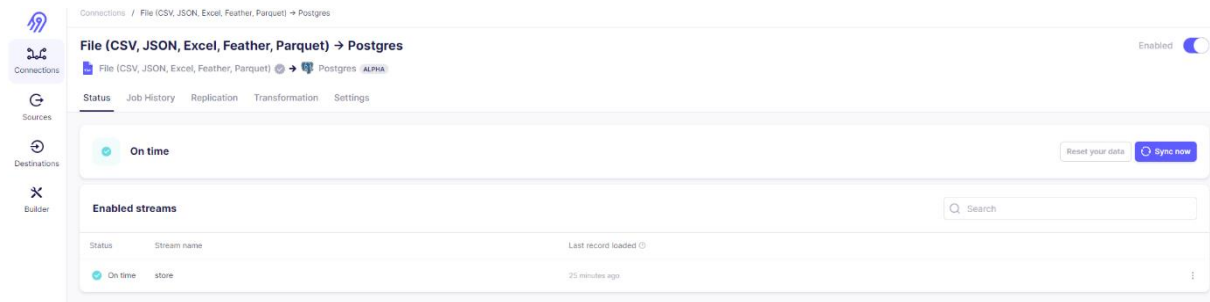 Connections / File (CSV, JSON, Excel, Feather, Parquet) → Postgres
File (CSV, JSON, Excel, Feather, Parquet) → Postgres
Enabled
File (CSV, JSON, Excel, Feather, Parquet) → Postgres ALPHA
Status Job History Replication Transformation Settings
Connections
Sources
Destinations
Builder
On time
Reset your data Sync now
Enabled streams
Search
Status Stream name Last record loaded
On time store 25 minutes ago